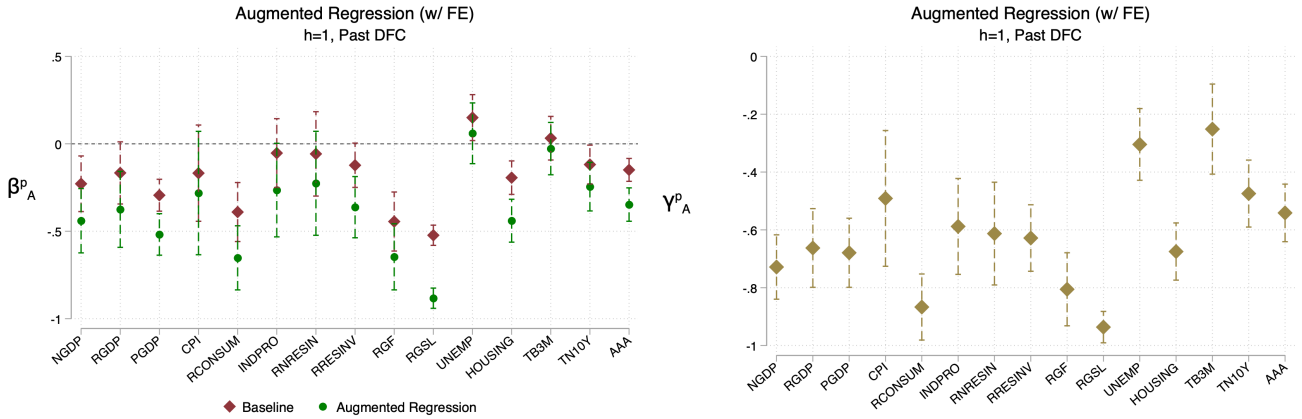 Augmented Regression (w/ FE)
h=1, Past DFC
.5
0
-.5
-1
βᵖA
NGDP
RGDP
PGDP
CPI
RCONSUM
INDPRO
RNRESIN
RRESINV
RGF
RGSL
UNEMP
HOUSING
TB3M
TN10Y
AAA
Baseline
Augmented Regression
Augmented Regression (w/ FE)
h=1, Past DFC
0
-.2
-.4
-.6
-.8
-1
γᵖA
NGDP
RGDP
PGDP
CPI
RCONSUM
INDPRO
RNRESIN
RRESINV
RGF
RGSL
UNEMP
HOUSING
TB3M
TN10Y
AAA